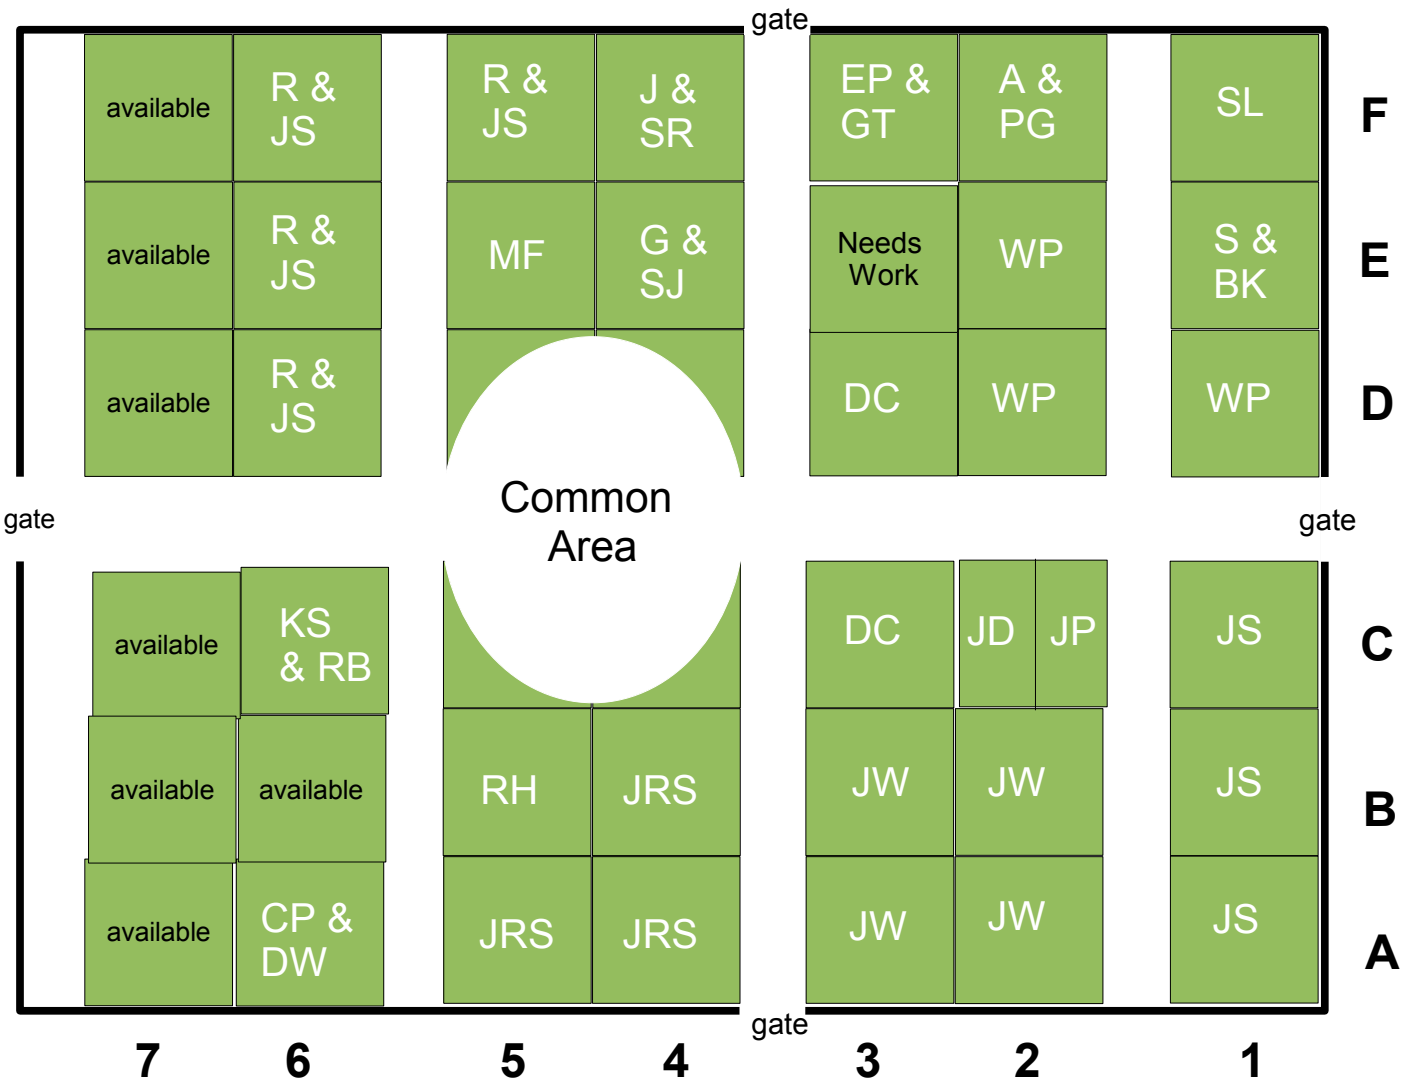 gate
available
R &
JS
R &
JS
J &
SR
EP &
GT
A &
PG
SL
F
available
R &
JS
MF
G &
SJ
Needs
Work
WP
S &
BK
E
available
R &
JS
DC
WP
WP
D
gate
Common
Area
gate
available
KS
& RB
DC
JD
JP
JS
C
available
available
RH
JRS
JW
JW
JS
B
available
CP &
DW
JRS
JRS
JW
JW
JS
A
gate
7
6
5
4
3
2
1